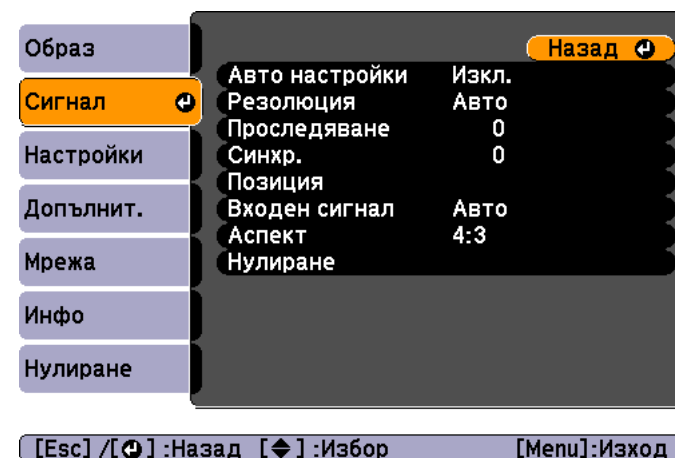 Образ
Сигнал
Настройки
Допълнит.
Мрежа
Инфо
Нулиране
Назад
Авто настройки Изкл.
Резолюция Авто
Проследяване 0
Синхр. 0
Позиция
Входен сигнал Авто
Аспект 4:3
Нулиране
[Esc] /[⏎] :Назад [◆] :Избор [Menu]:Изход